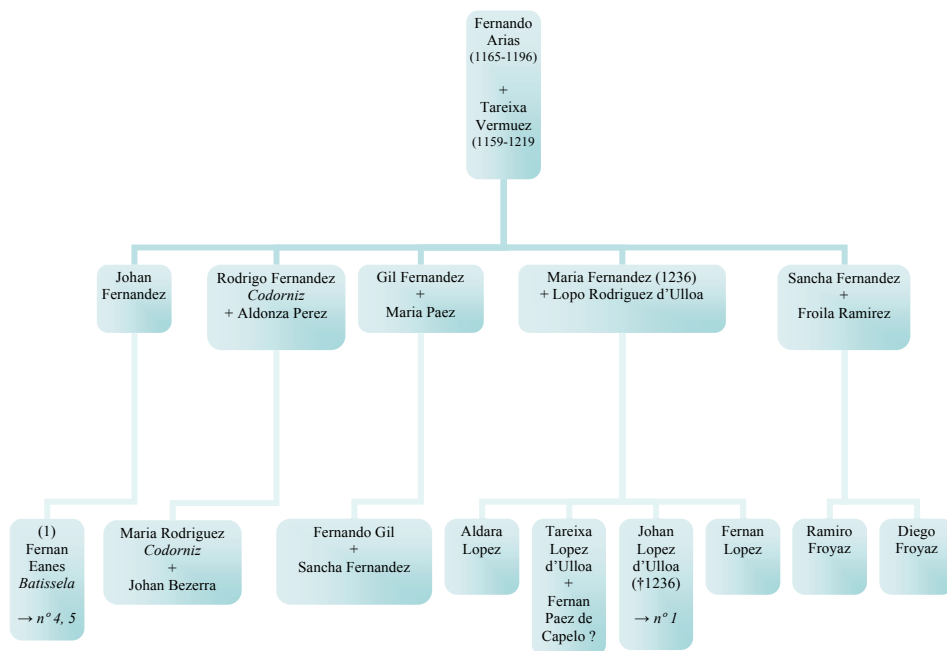 Fernando
Arias
(1165-1196)
+
Tareixa
Vermuez
(1159-1219
Johan
Fernandez
Rodrigo Fernandez
Codorniz
+ Aldonza Perez
Gil Fernandez
+
Maria Paez
Maria Fernandez (1236)
+ Lopo Rodriguez d’Ulloa
Sancha Fernandez
+
Froila Ramirez
(1)
Fernan
Eanes
Batissela
→ nº 4, 5
Maria Rodriguez
Codorniz
+
Johan Bezerra
Fernando Gil
+
Sancha Fernandez
Aldara
Lopez
Tareixa
Lopez
d’Ulloa
+
Fernan
Paez de
Capelo ?
Johan
Lopez
d’Ulloa
(†1236)
→ nº 1
Fernan
Lopez
Ramiro
Froyaz
Diego
Froyaz